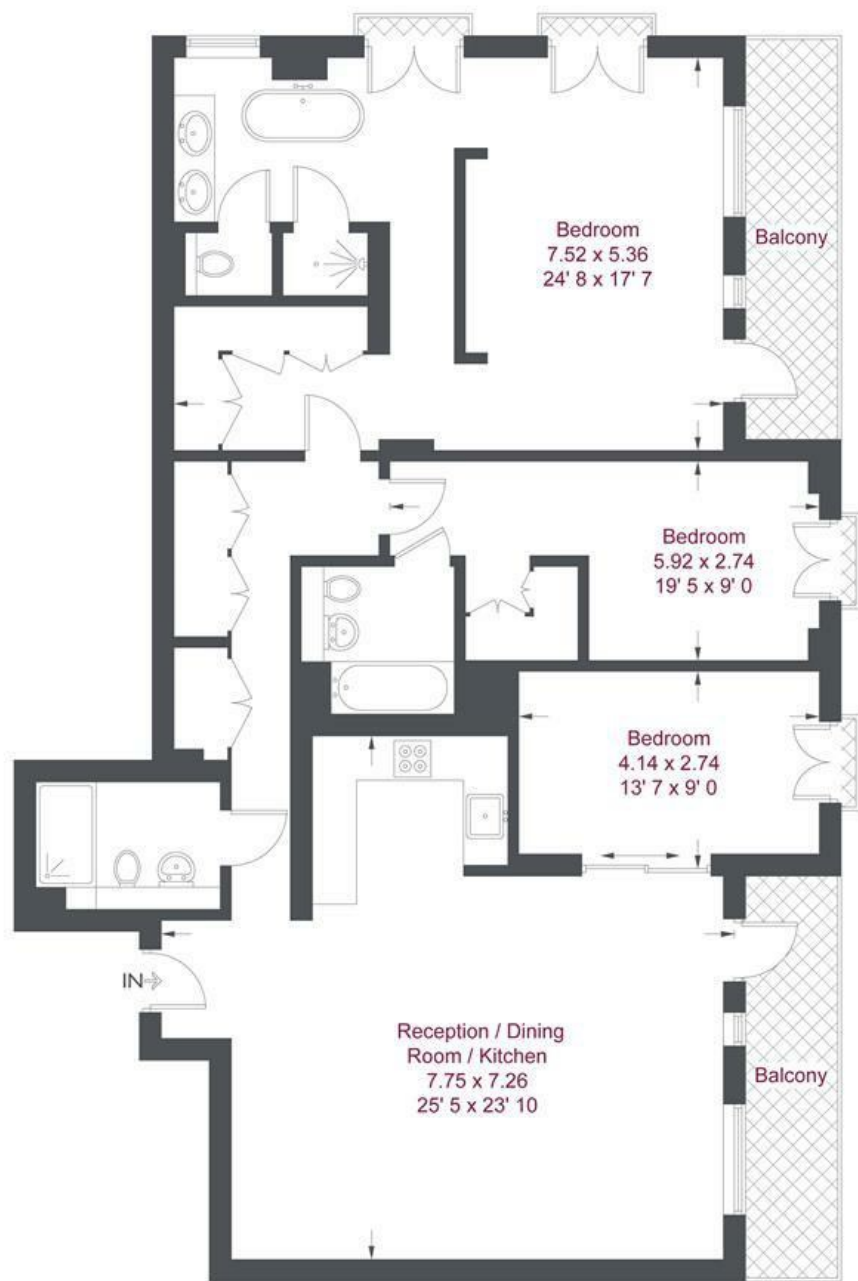 Bedroom
7.52 x 5.36
24' 8 x 17' 7
Balcony
Bedroom
5.92 x 2.74
19' 5 x 9' 0
Bedroom
4.14 x 2.74
13' 7 x 9' 0
IN
Reception / Dining
Room / Kitchen
7.75 x 7.26
25' 5 x 23' 10
Balcony